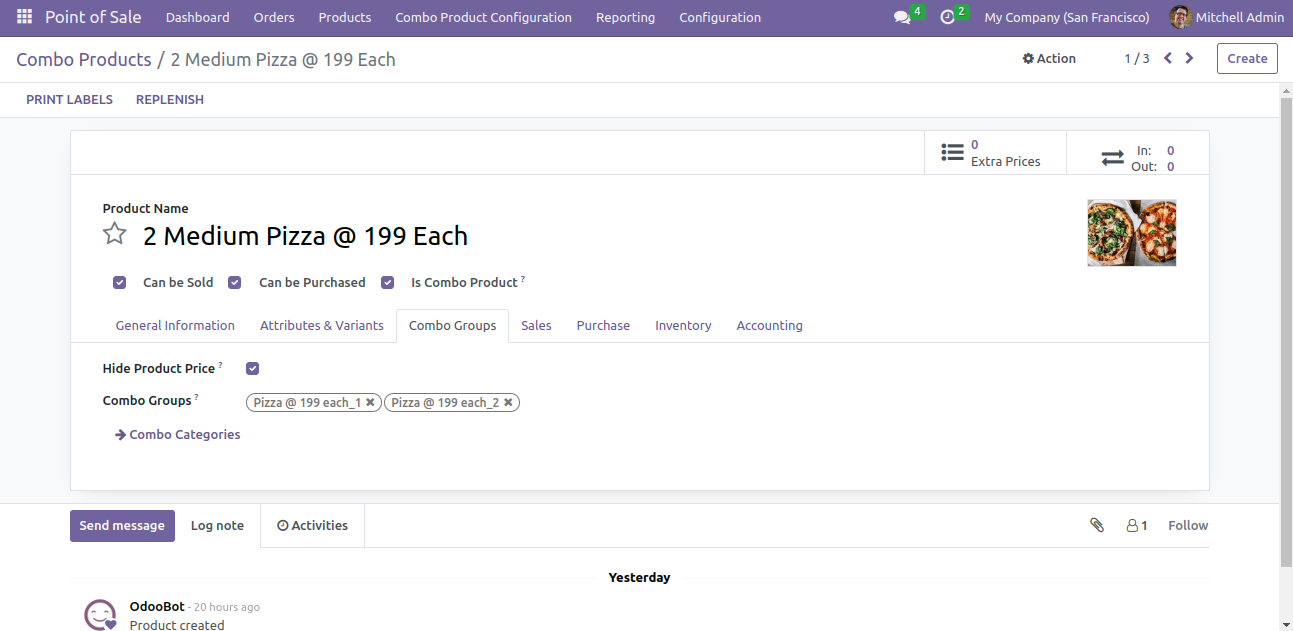 Point of Sale Dashboard Orders Products Combo Product Configuration Reporting Configuration 4 2 My Company (San Francisco) Mitchell Admin
Combo Products / 2 Medium Pizza @ 199 Each Action 1 / 3 Create
PRINT LABELS REPLENISH
0
Extra Prices
In: 0
Out: 0
Product Name
2 Medium Pizza @ 199 Each
Can be Sold Can be Purchased Is Combo Product ?
General Information Attributes & Variants Combo Groups Sales Purchase Inventory Accounting
Hide Product Price ?
Combo Groups ? Pizza @ 199 each_1 Pizza @ 199 each_2
Combo Categories
Send message Log note Activities 1 Follow
Yesterday
OdooBot - 20 hours ago
Product created